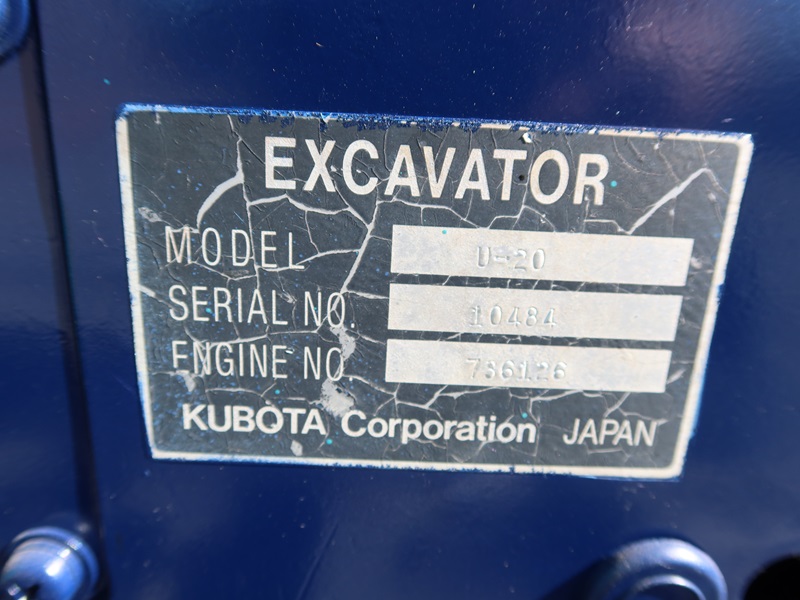 EXCAVATOR
MODEL U-20
SERIAL NO. 10484
ENGINE NO. 736126
KUBOTA Corporation JAPAN